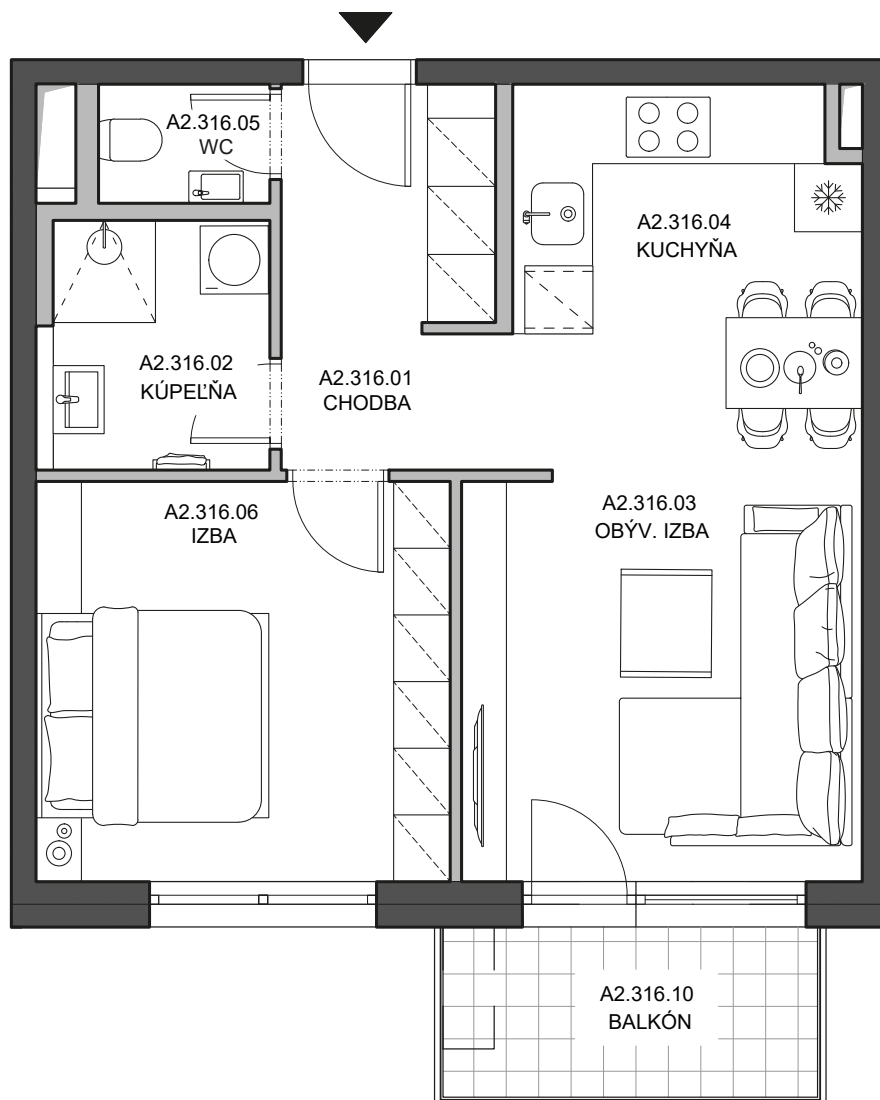 A2.316.05
WC
A2.316.04
KUCHYŇA
A2.316.02
KÚPEĽŇA
A2.316.01
CHODBA
A2.316.06
IZBA
A2.316.03
OBÝV. IZBA
A2.316.10
BALKÓN